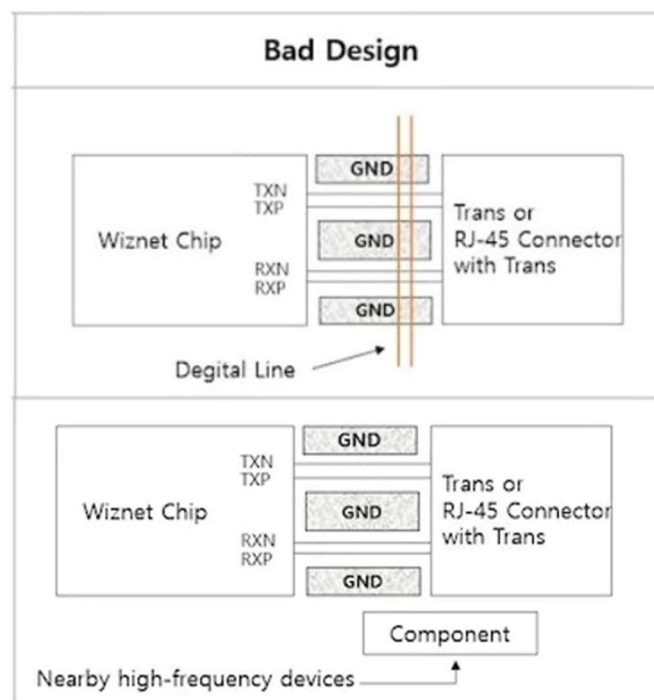 Bad Design
GND
TXN
TXP
Wiznet Chip
GND
Trans or
RJ-45 Connector
with Trans
RXN
RXP
GND
Degital Line
GND
TXN
TXP
Wiznet Chip
GND
Trans or
RJ-45 Connector
with Trans
RXN
RXP
GND
Component
Nearby high-frequency devices